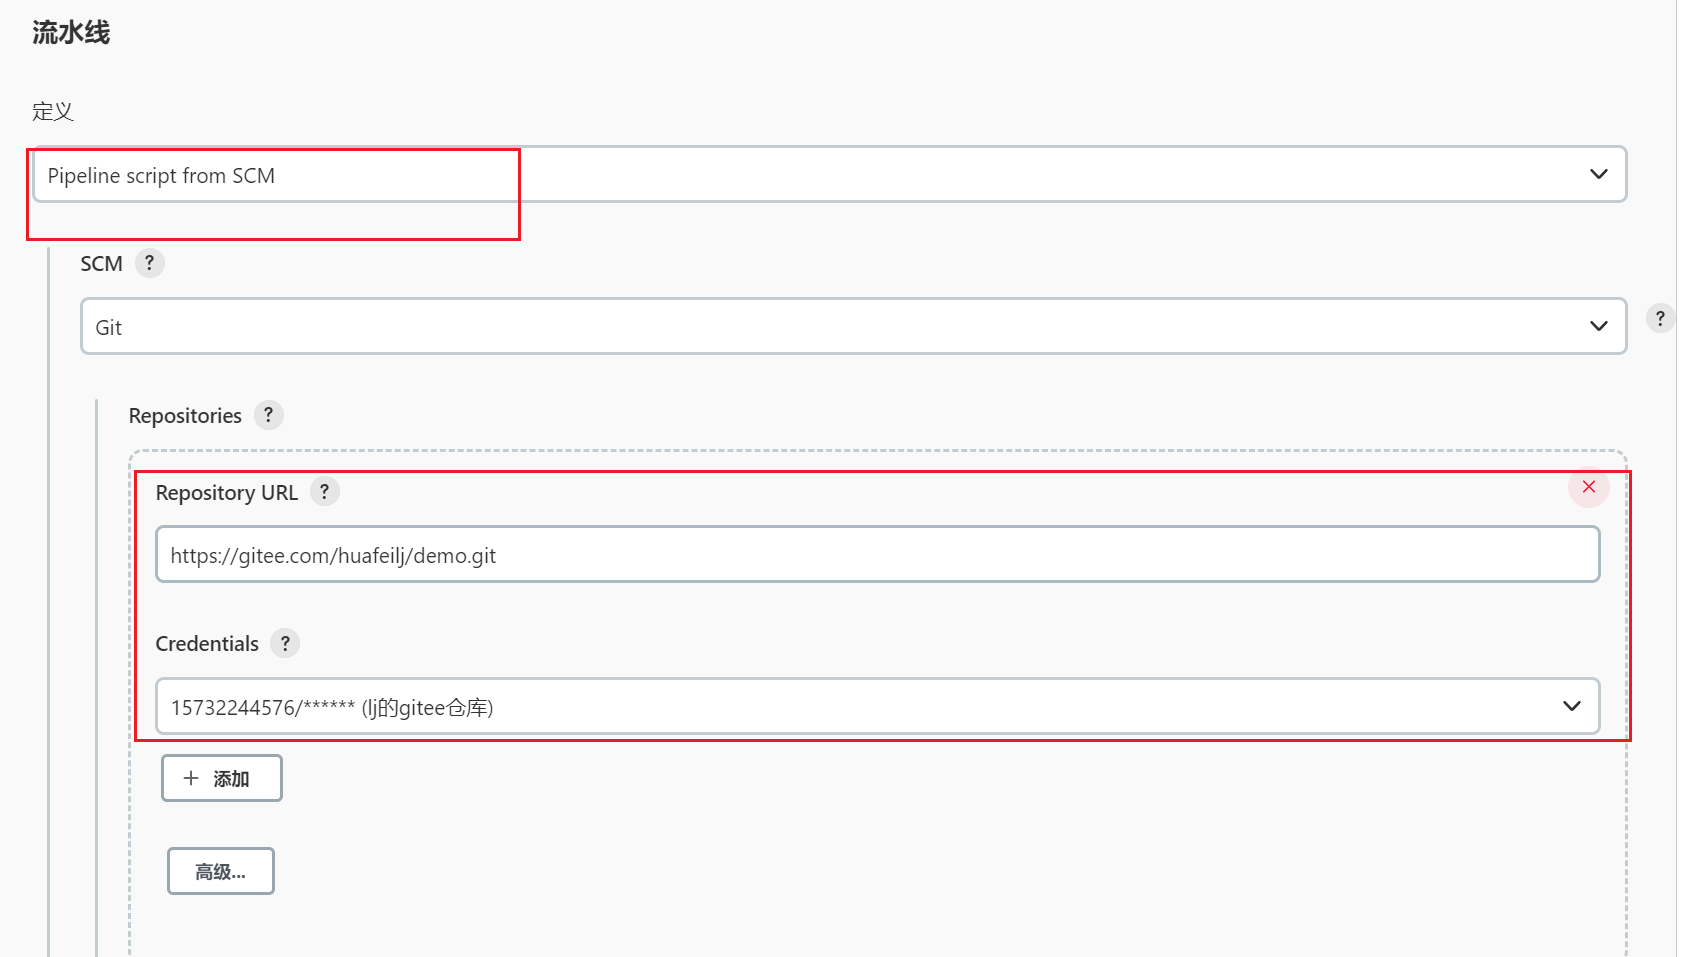 流水线
定义
Pipeline script from SCM
SCM ?
Git
?
Repositories ?
Repository URL ?
https://gitee.com/huafeilj/demo.git
Credentials ?
15732244576/****** (lj的gitee仓库)
添加
高级...